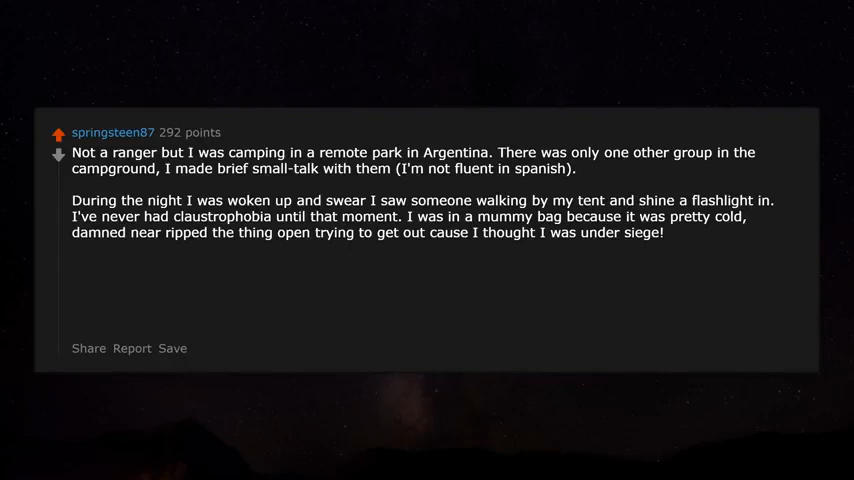 springsteen87 292 points
Not a ranger but I was camping in a remote park in Argentina. There was only one other group in the
campground, I made brief small-talk with them (I'm not fluent in spanish).
During the night I was woken up and swear I saw someone walking by my tent and shine a flashlight in.
I've never had claustrophobia until that moment. I was in a mummy bag because it was pretty cold,
damned near ripped the thing open trying to get out cause I thought I was under siege!
Share Report Save